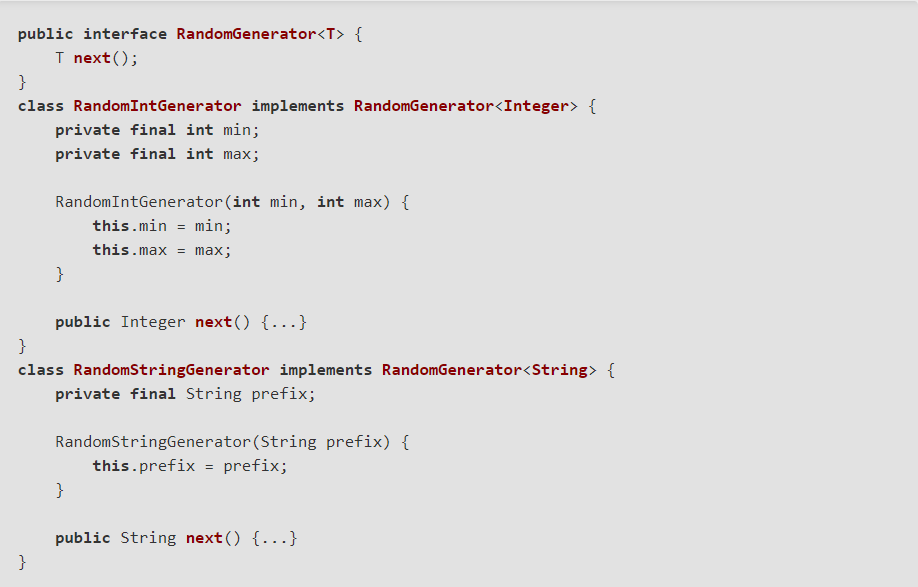 public interface RandomGenerator<T> {
    T next();
}
class RandomIntGenerator implements RandomGenerator<Integer> {
    private final int min;
    private final int max;

    RandomIntGenerator(int min, int max) {
        this.min = min;
        this.max = max;
    }

    public Integer next() {...}
}
class RandomStringGenerator implements RandomGenerator<String> {
    private final String prefix;

    RandomStringGenerator(String prefix) {
        this.prefix = prefix;
    }

    public String next() {...}
}